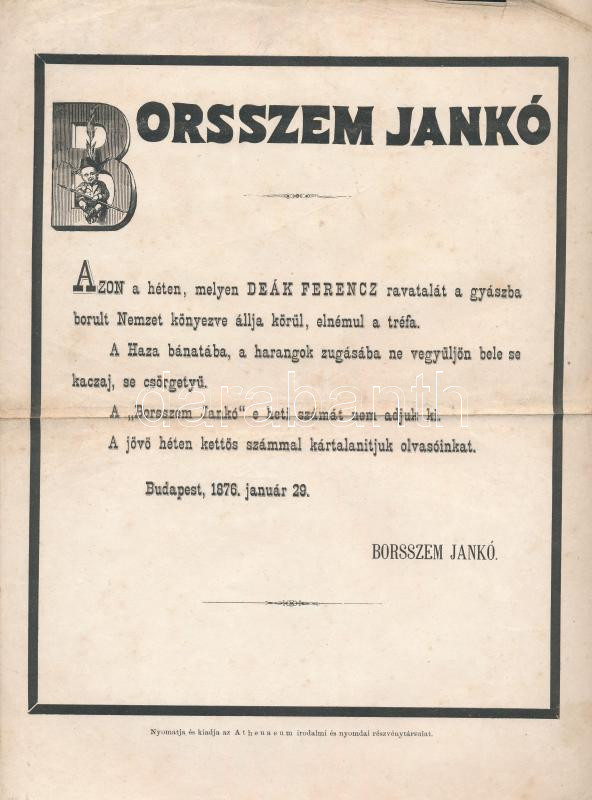 BORSSZEM JANKÓ
AZON a héten, melyen DEÁK FERENCZ ravatalát a gyászba
borult Nemzet könyezve állja körül, elnémul a tréfa.
A Haza bánatába, a harangok zugásába ne vegyüljön bele se
kaczaj, se csörgetyű.
darabanth
A „Borsszem Jankó" e heti számát nem adjuk ki.
A jövő héten kettős számmal kártalanitjuk olvasóinkat.
Budapest, 1876. január 29.
BORSSZEM JANKÓ.
Nyomatja és kiadja az Athenaeum irodalmi és nyomdai részvénytársulat.